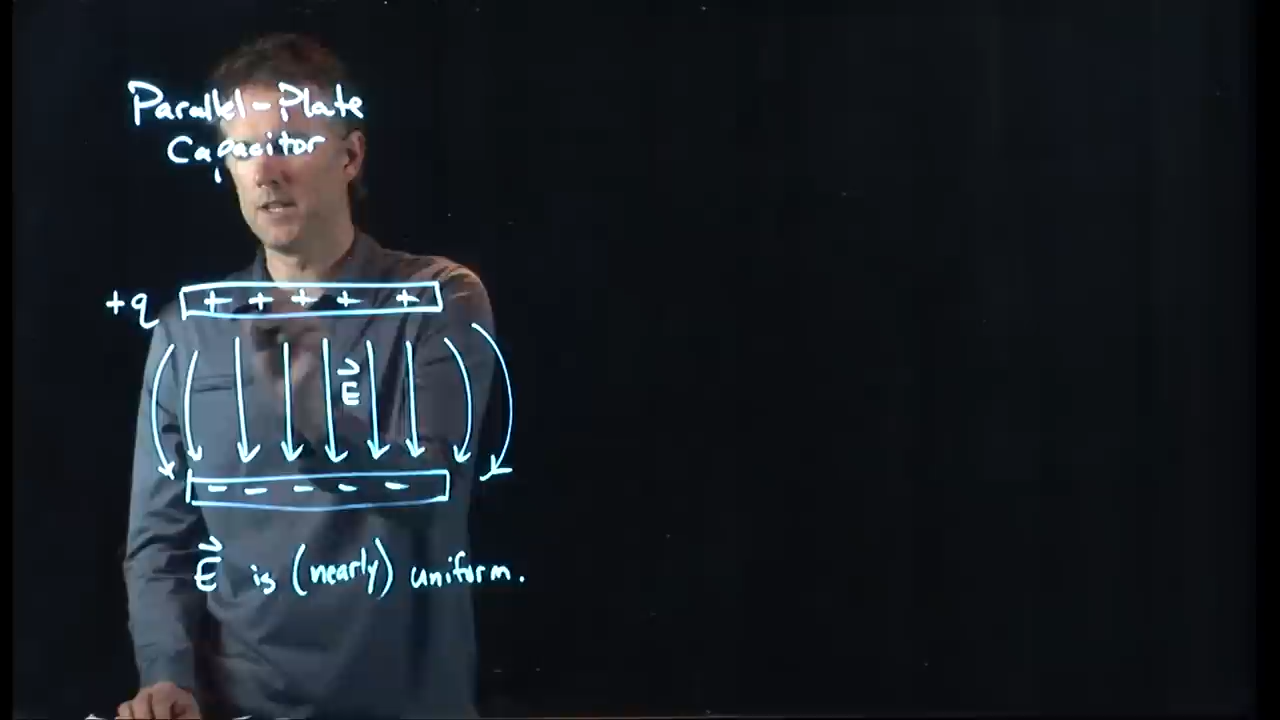 Parallel-Plate
Capacitor
+q + + + + +
E
- - - - -
E is (nearly) uniform.